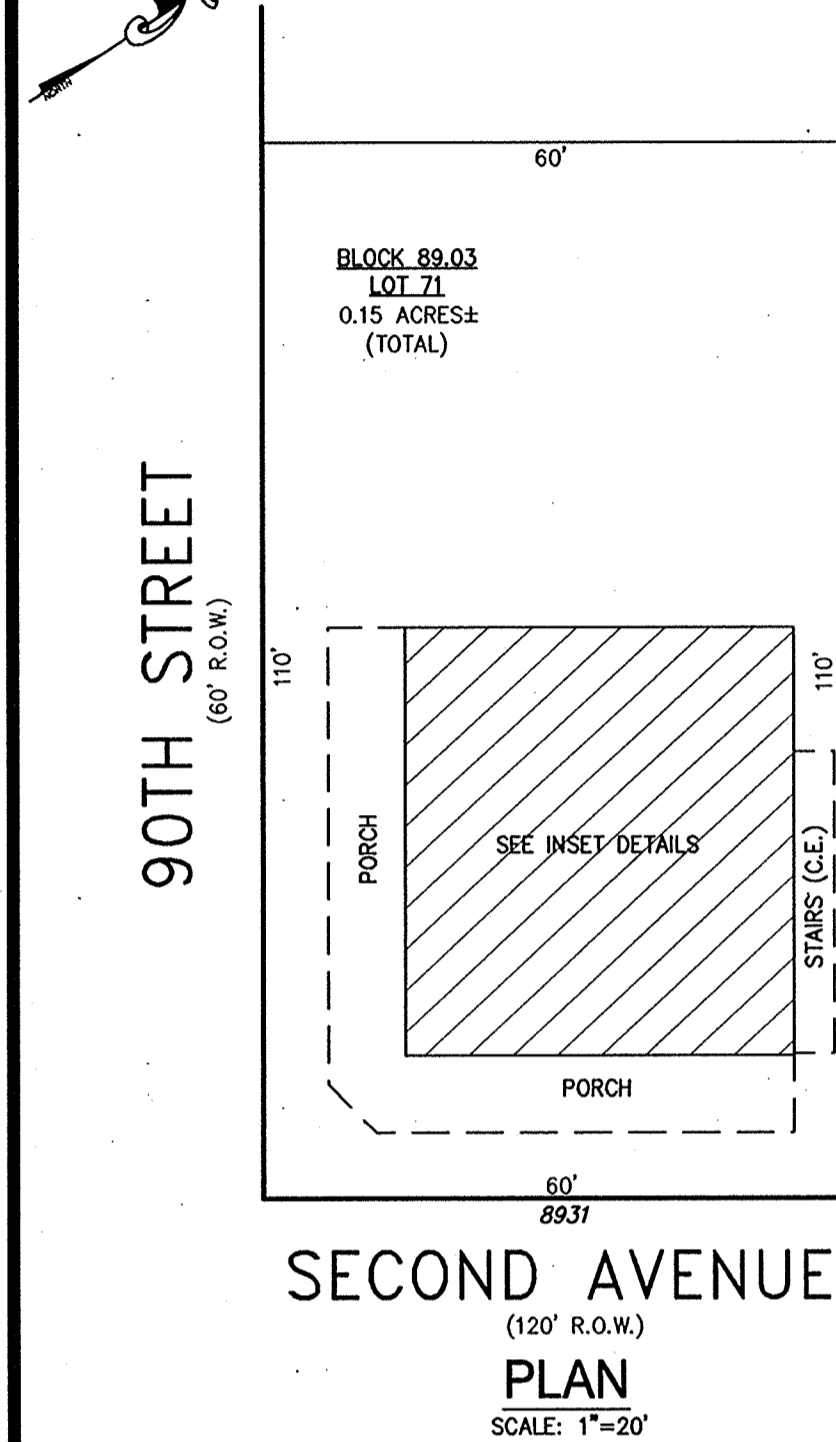 NORTH
60'
BLOCK 89.03
LOT 71
0.15 ACRES±
(TOTAL)
90TH STREET
(60' R.O.W.)
110'
110'
PORCH
SEE INSET DETAILS
STAIRS (C.E.)
PORCH
60'
8931
SECOND AVENUE
(120' R.O.W.)
PLAN
SCALE: 1"=20'